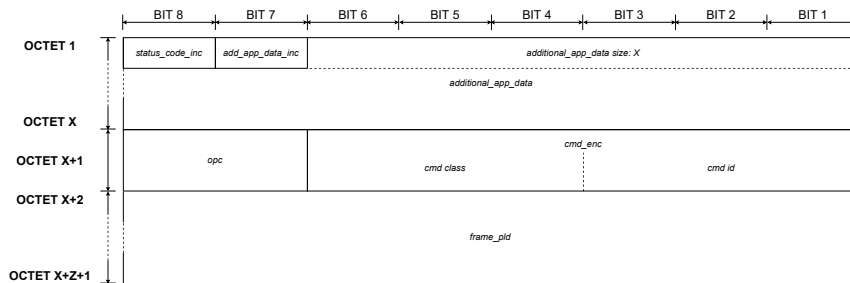 BIT 8 BIT 7 BIT 6 BIT 5 BIT 4 BIT 3 BIT 2 BIT 1
OCTET 1
status_code_inc add_app_data_inc additional_app_data size: X
additional_app_data
OCTET X
cmd_enc
OCTET X+1
opc
cmd class cmd id
OCTET X+2
frame_pld
OCTET X+Z+1